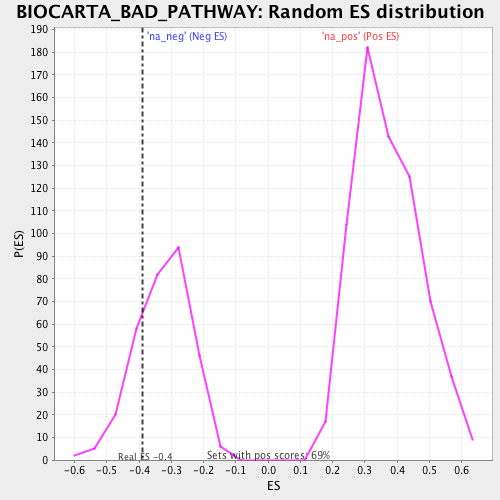 BIOCARTA_BAD_PATHWAY: Random ES distribution
'na_neg' (Neg ES)
'na_pos' (Pos ES)
190
180
170
160
150
140
130
120
110
100
90
80
70
60
50
40
30
20
10
0
P(ES)
Real ES -0.4
Sets with pos scores: 69%
-0.6 -0.5 -0.4 -0.3 -0.2 -0.1 0.0 0.1 0.2 0.3 0.4 0.5 0.6
ES